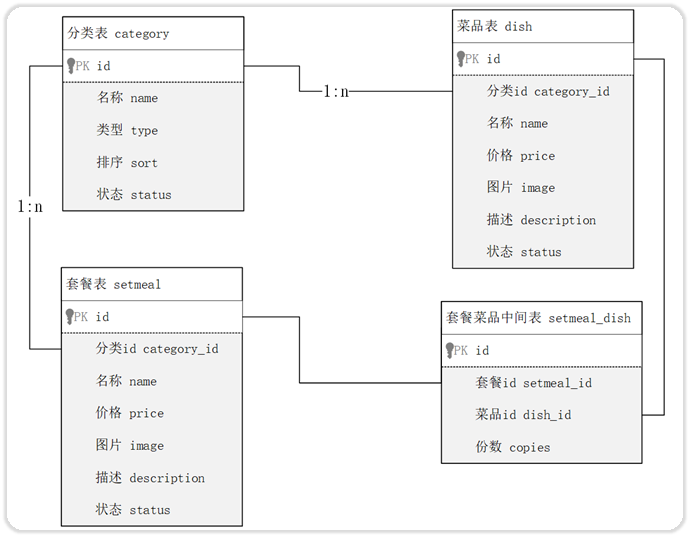 分类表 category
PK id
名称 name
类型 type
排序 sort
状态 status
菜品表 dish
PK id
分类id category_id
名称 name
价格 price
图片 image
描述 description
状态 status
1:n
1:n
套餐表 setmeal
PK id
分类id category_id
名称 name
价格 price
图片 image
描述 description
状态 status
套餐菜品中间表 setmeal_dish
PK id
套餐id setmeal_id
菜品id dish_id
份数 copies